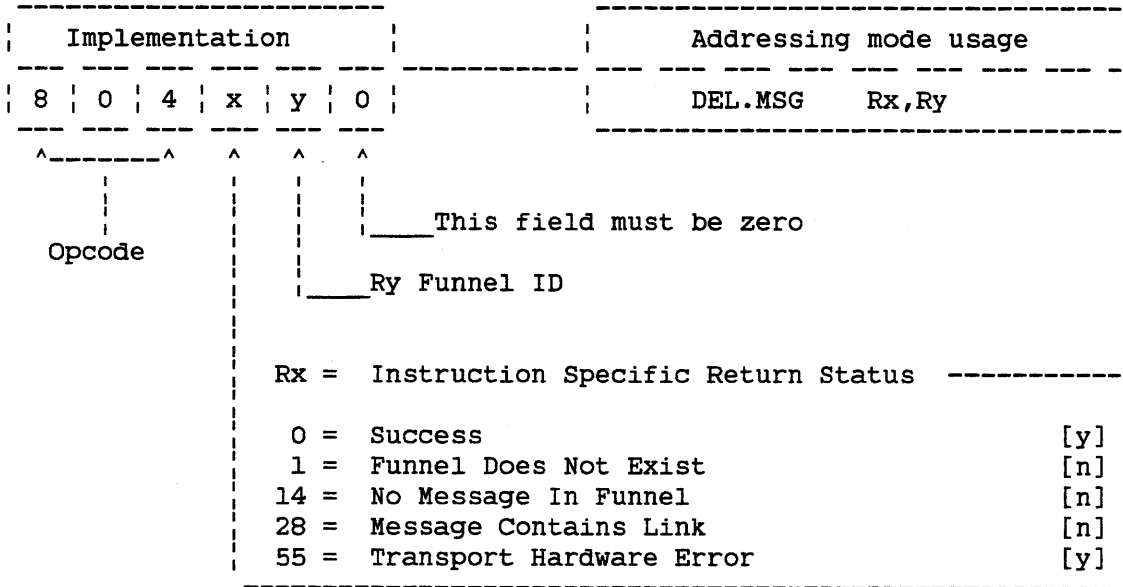 Implementation Addressing mode usage
8 0 4 x y 0 DEL.MSG Rx,Ry
This field must be zero
Opcode
Ry Funnel ID
Rx = Instruction Specific Return Status
0 = Success [y]
1 = Funnel Does Not Exist [n]
14 = No Message In Funnel [n]
28 = Message Contains Link [n]
55 = Transport Hardware Error [y]